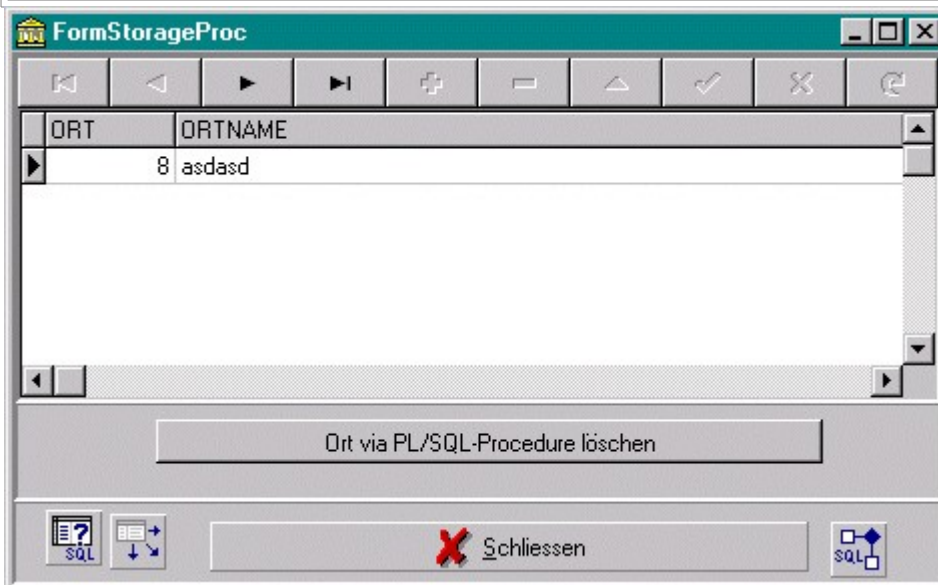 FormStorageProc
ORT ORTNAME
8 asdasd
Ort via PL/SQL-Procedure löschen
SQL
Schliessen
SQL